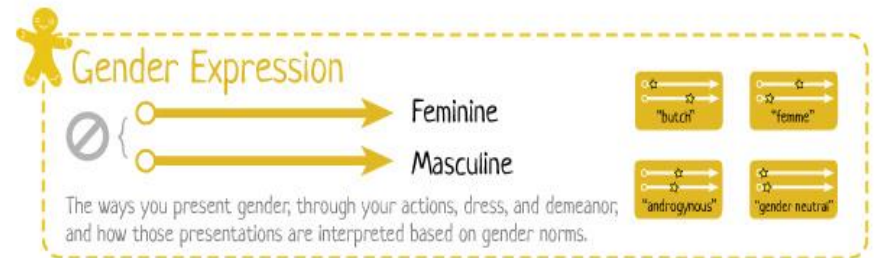 Gender Expression
Feminine
Masculine
The ways you present gender, through your actions, dress, and demeanor,
and how those presentations are interpreted based on gender norms.
"butch"
"femme"
"androgynous"
"gender neutral"